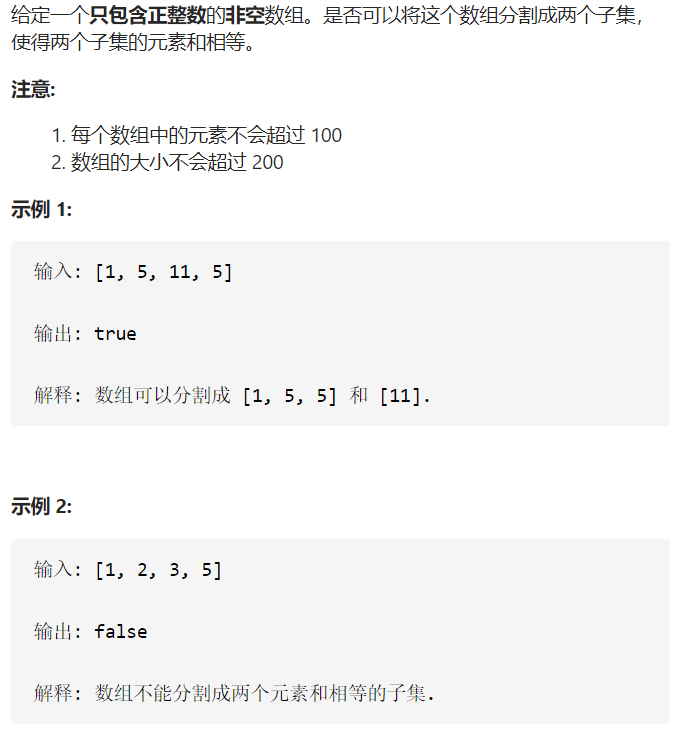 给定一个只包含正整数的非空数组。是否可以将这个数组分割成两个子集，
使得两个子集的元素和相等。
注意:
1. 每个数组中的元素不会超过 100
2. 数组的大小不会超过 200
示例 1:
输入: [1, 5, 11, 5]
输出: true
解释: 数组可以分割成 [1, 5, 5] 和 [11].
示例 2:
输入: [1, 2, 3, 5]
输出: false
解释: 数组不能分割成两个元素和相等的子集.